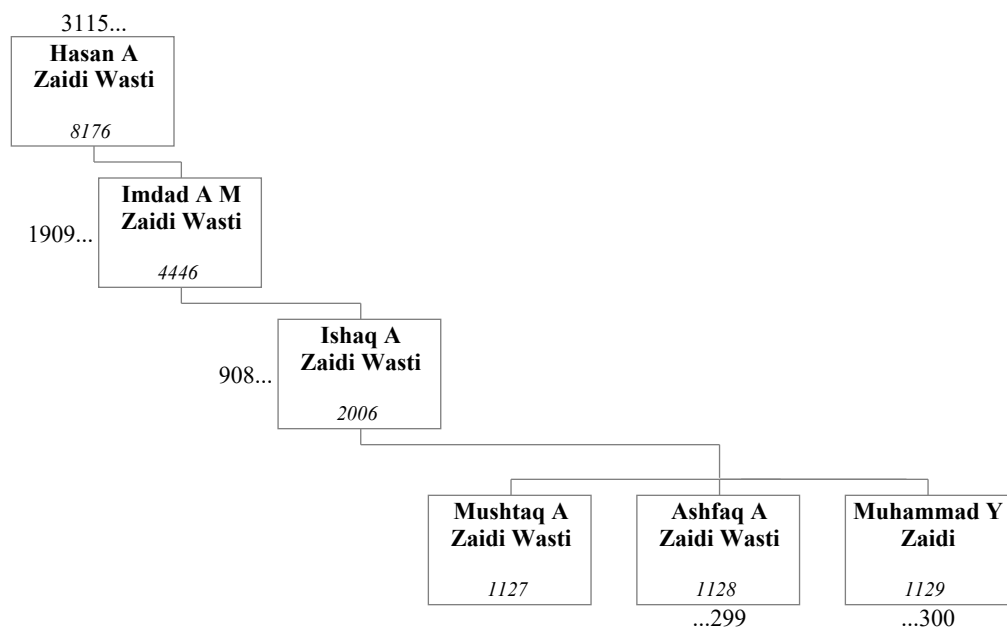 3115...
Hasan A
Zaidi Wasti
8176
Imdad A M
Zaidi Wasti
1909...
4446
Ishaq A
Zaidi Wasti
908...
2006
Mushtaq A
Zaidi Wasti
1127
Ashfaq A
Zaidi Wasti
1128
...299
Muhammad Y
Zaidi
1129
...300